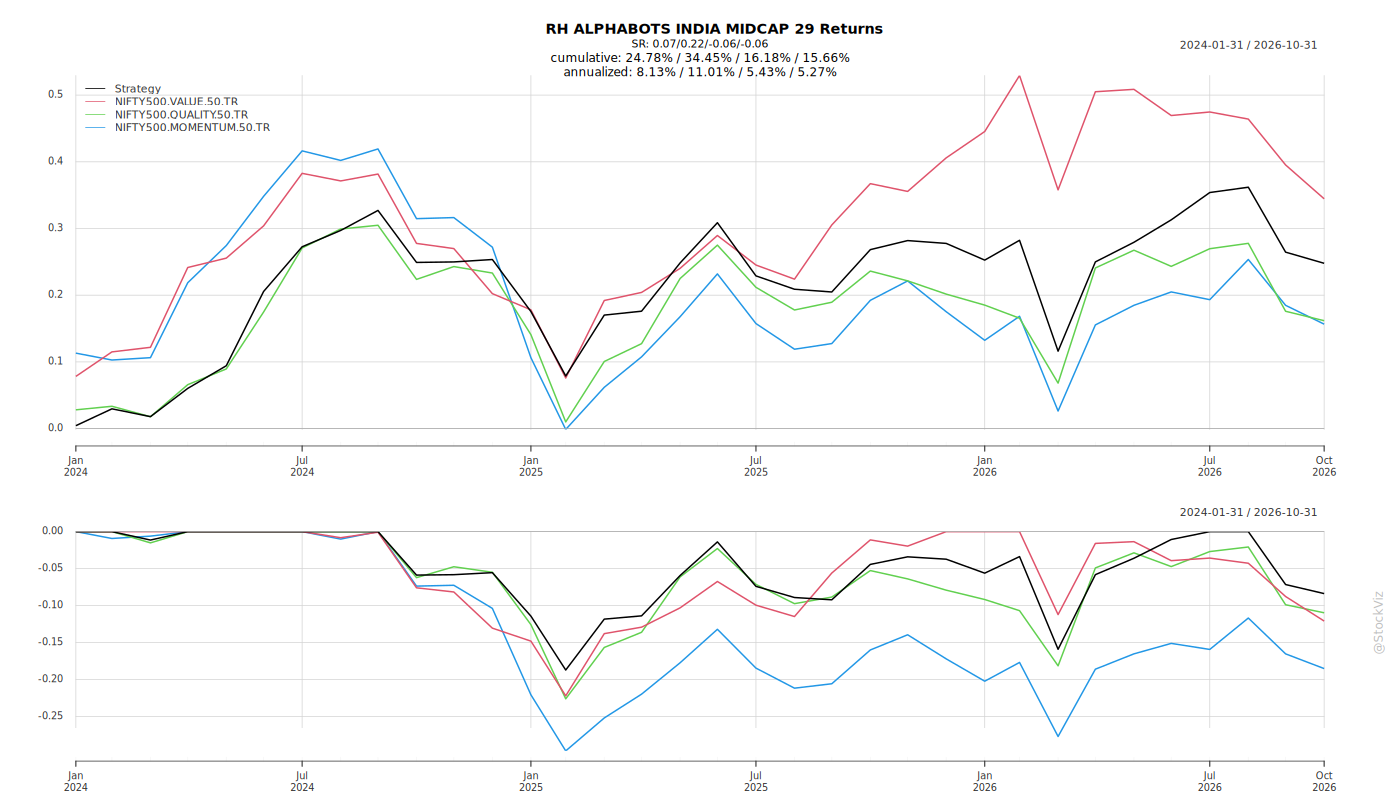 RH ALPHABOTS INDIA MIDCAP 29 Returns
SR: 0.07/0.22/-0.06/-0.06
cumulative: 24.78% / 34.45% / 16.18% / 15.66%
annualized: 8.13% / 11.01% / 5.43% / 5.27%
2024-01-31 / 2026-10-31
Strategy
NIFTY500.VALUE.50.TR
NIFTY500.QUALITY.50.TR
NIFTY500.MOMENTUM.50.TR
0.5
0.4
0.3
0.2
0.1
0.0
Jan 2024
Jul 2024
Jan 2025
Jul 2025
Jan 2026
Jul 2026
Oct 2026
2024-01-31 / 2026-10-31
0.00
-0.05
-0.10
-0.15
-0.20
-0.25
Jan 2024
Jul 2024
Jan 2025
Jul 2025
Jan 2026
Jul 2026
Oct 2026
@StockViz